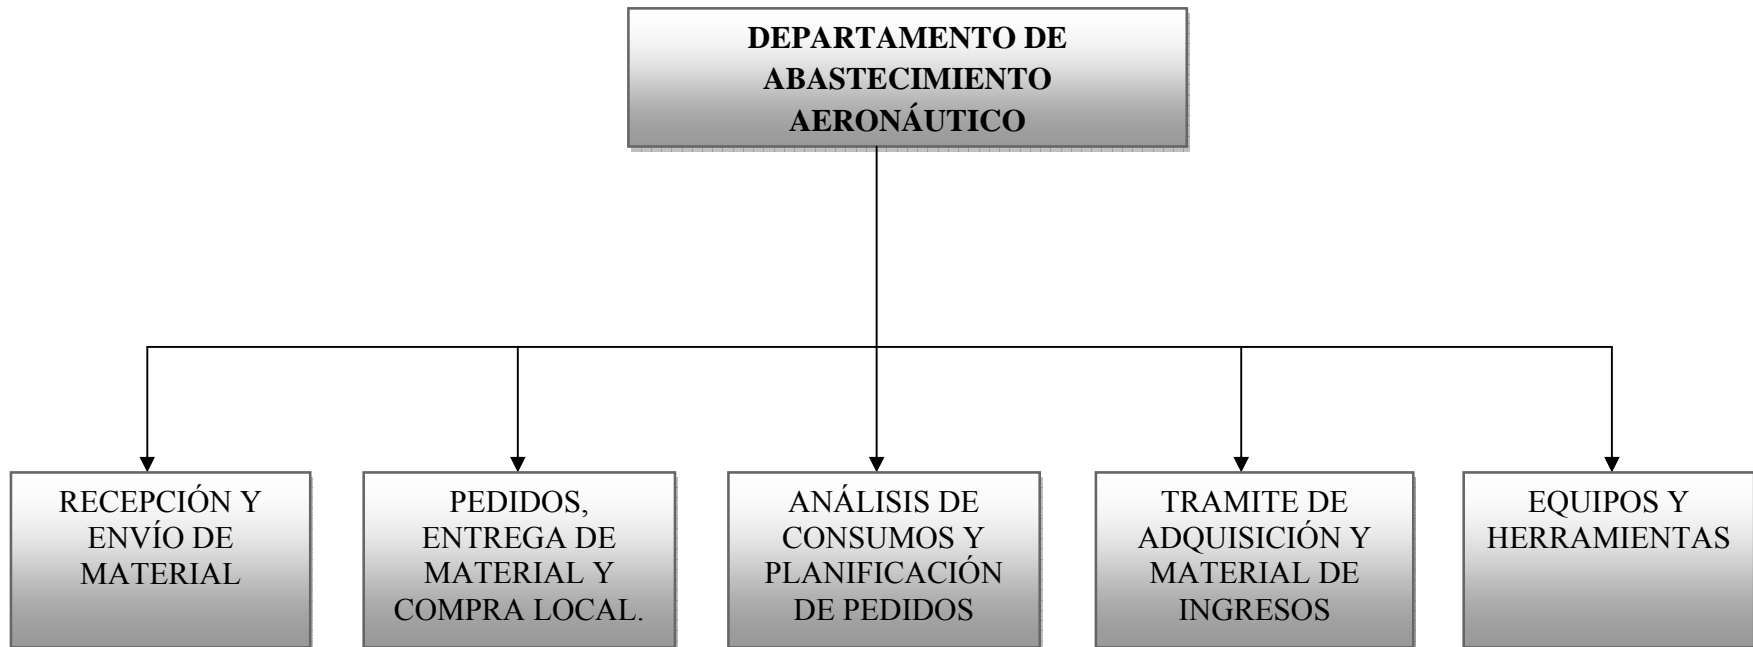 DEPARTAMENTO DE
ABASTECIMIENTO
AERONÁUTICO
RECEPCIÓN Y
ENVÍO DE
MATERIAL
PEDIDOS,
ENTREGA DE
MATERIAL Y
COMPRA LOCAL.
ANÁLISIS DE
CONSUMOS Y
PLANIFICACIÓN
DE PEDIDOS
TRAMITE DE
ADQUISICIÓN Y
MATERIAL DE
INGRESOS
EQUIPOS Y
HERRAMIENTAS